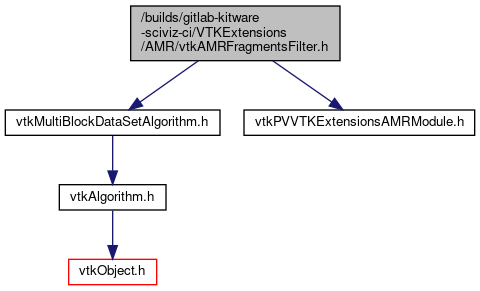 /builds/gitlab-kitware
-sciviz-ci/VTKExtensions
/AMR/vtkAMRFragmentsFilter.h
vtkMultiBlockDataSetAlgorithm.h
vtkPVVTKExtensionsAMRModule.h
vtkAlgorithm.h
vtkObject.h